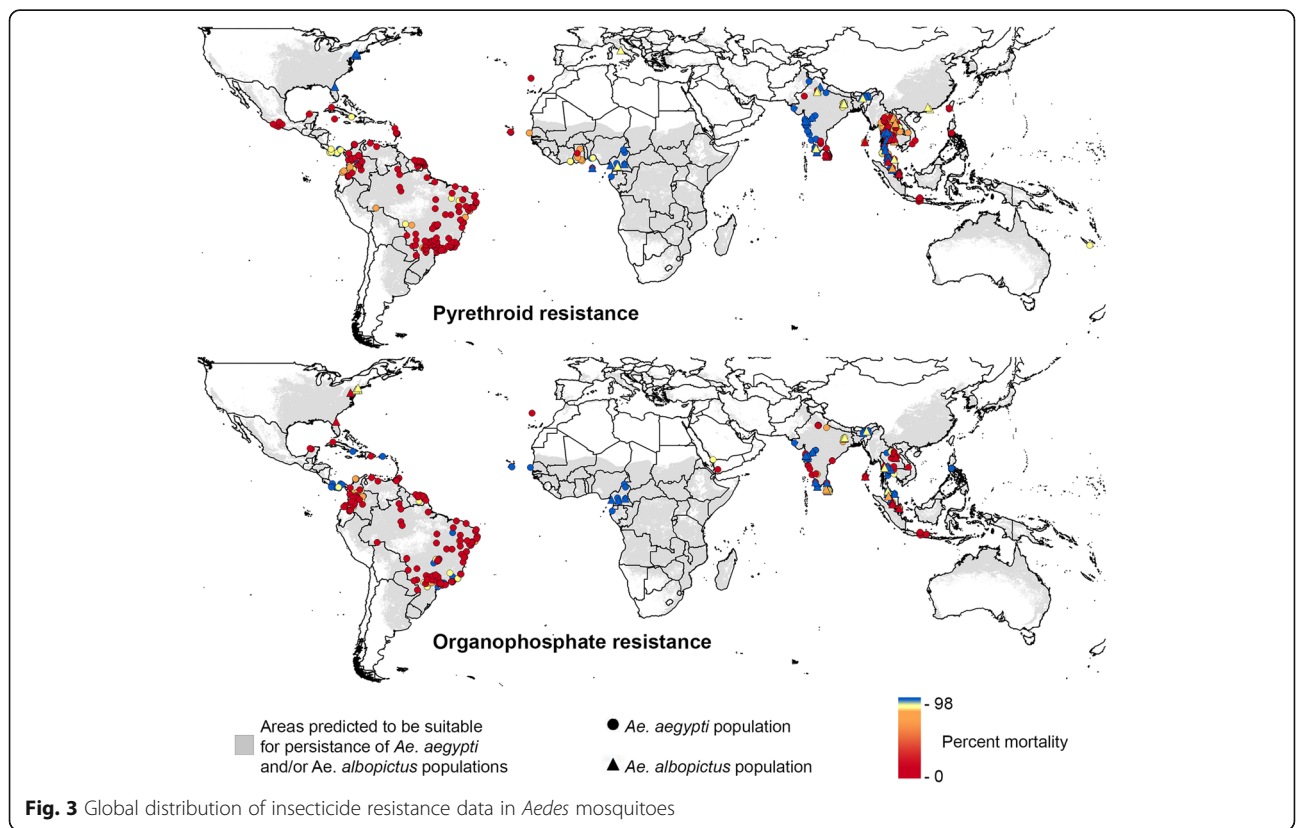 Pyrethroid resistance
Organophosphate resistance
Areas predicted to be suitable
for persistance of Ae. aegypti
and/or Ae. albopictus populations
Ae. aegypti population
Ae. albopictus population
- 98
Percent mortality
- 0
Fig. 3 Global distribution of insecticide resistance data in Aedes mosquitoes